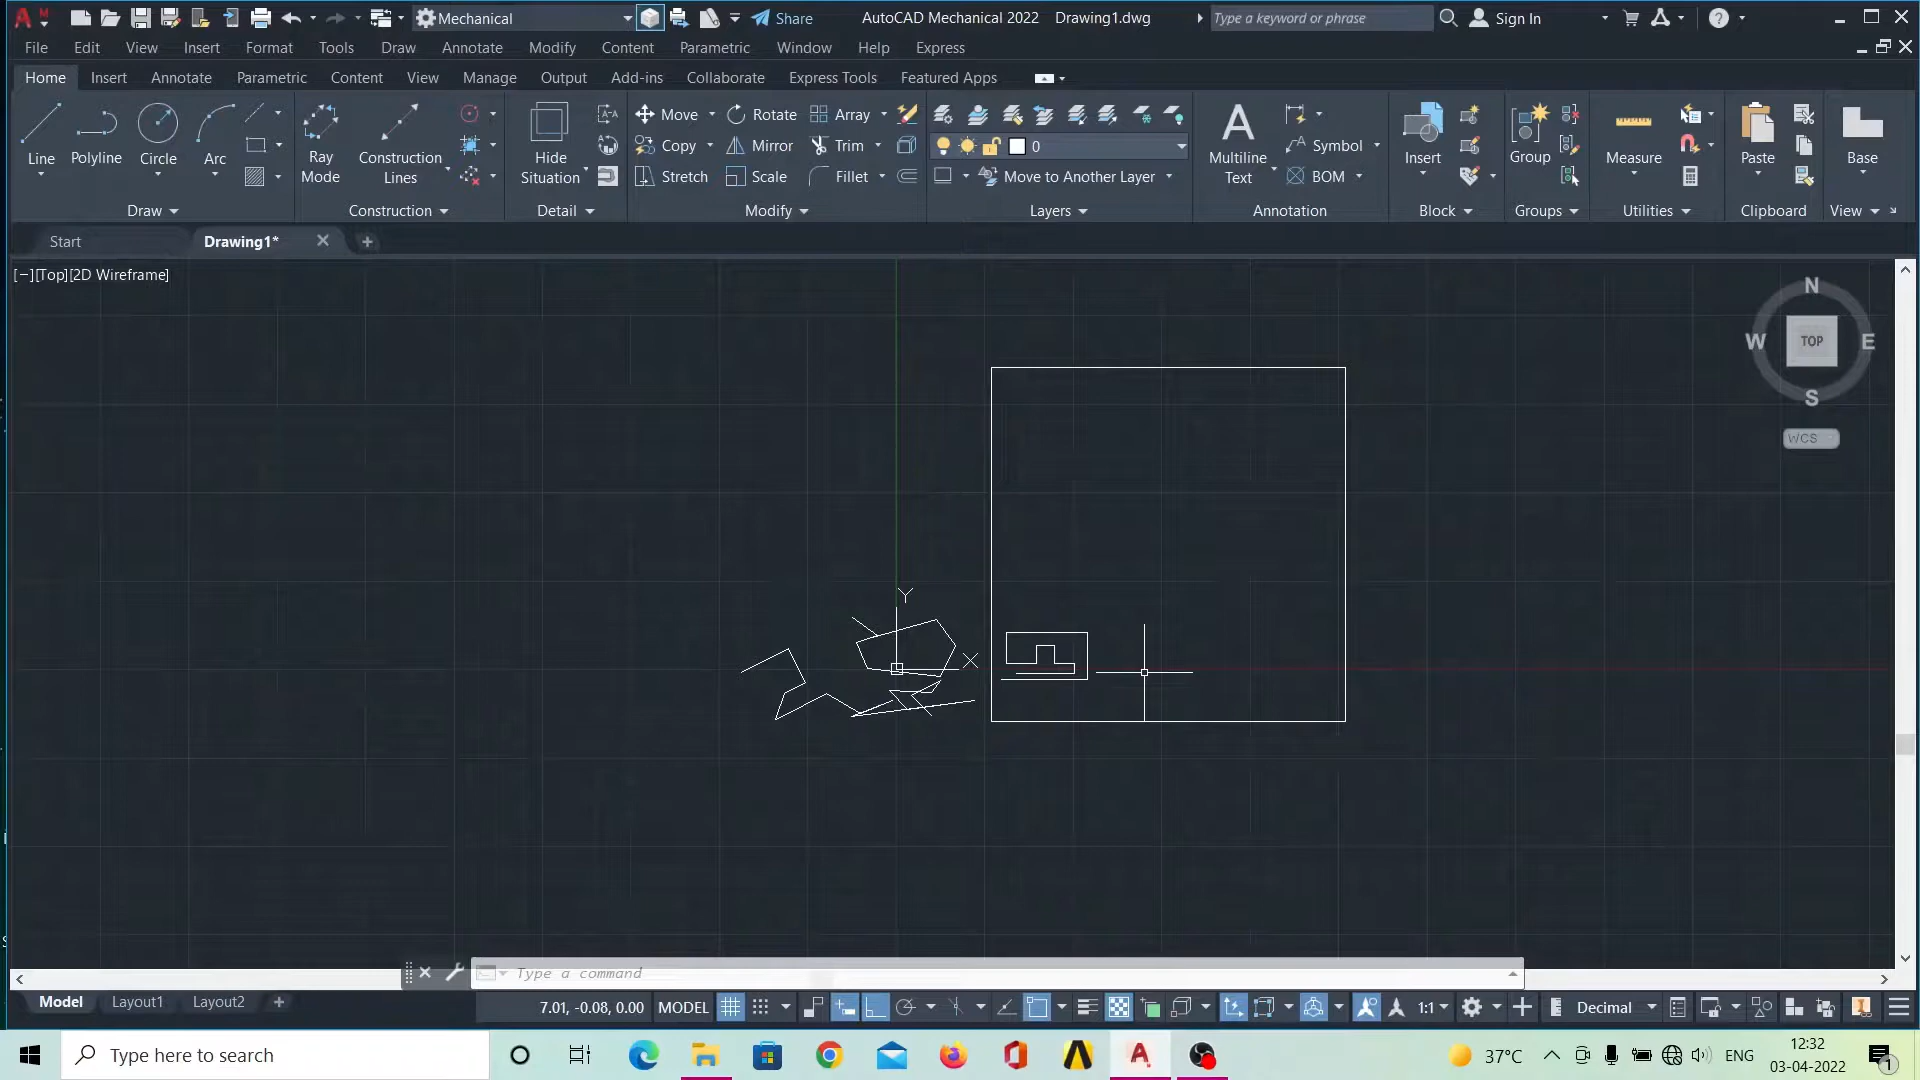 Mechanical
Share
AutoCAD Mechanical 2022 Drawing1.dwg
Type a keyword or phrase
Sign In
File Edit View Insert Format Tools Draw Annotate Modify Content Parametric Window Help Express
Home Insert Annotate Parametric Content View Manage Output Add-ins Collaborate Express Tools Featured Apps
Line Polyline Circle Arc
Ray Mode
Construction Lines
Hide Situation
Move Rotate Array
Copy Mirror Trim
Stretch Scale Fillet
0
Move to Another Layer
Multiline Text
Symbol
BOM
Insert
Group
Measure
Paste
Base
Draw Construction Detail Modify Layers Annotation Block Groups Utilities Clipboard View
Start Drawing1*
[−][Top][2D Wireframe]
N
W TOP E
S
WCS
Y
X
Type a command
Model Layout1 Layout2
7.01, -0.08, 0.00 MODEL
1:1
Decimal
Type here to search
37°C
ENG
12:32
03-04-2022
1